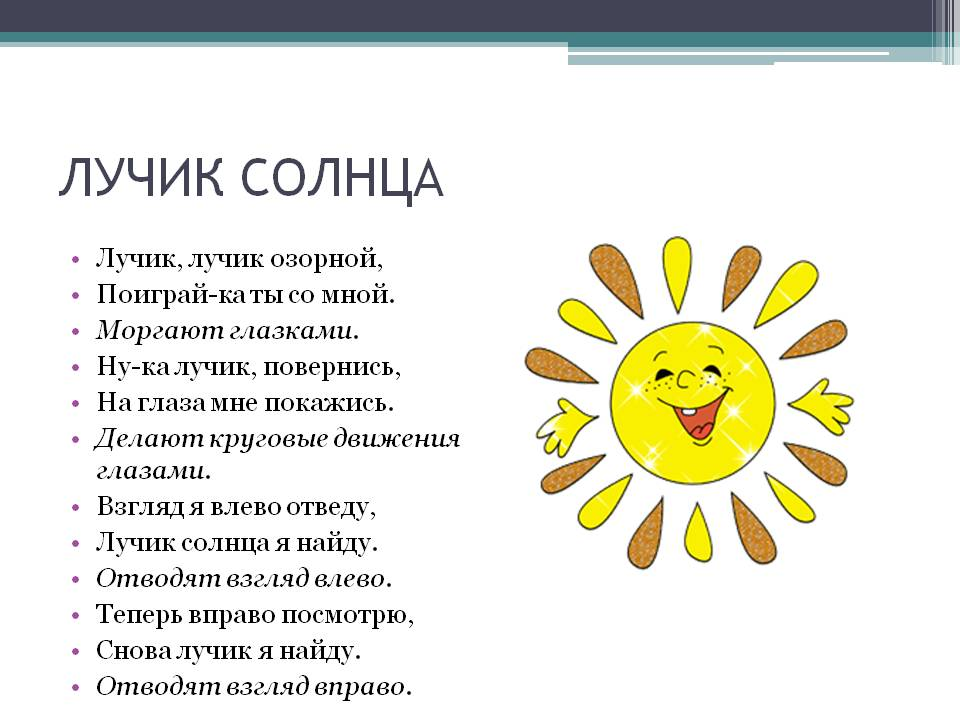 ЛУЧИК СОЛНЦА
• Лучик, лучик озорной,
• Поиграй-ка ты со мной.
• Моргают глазками.
• Ну-ка лучик, повернись,
• На глаза мне покажись.
• Делают круговые движения
глазами.
• Взгляд я влево отведу,
• Лучик солнца я найду.
• Отводят взгляд влево.
• Теперь вправо посмотрю,
• Снова лучик я найду.
• Отводят взгляд вправо.